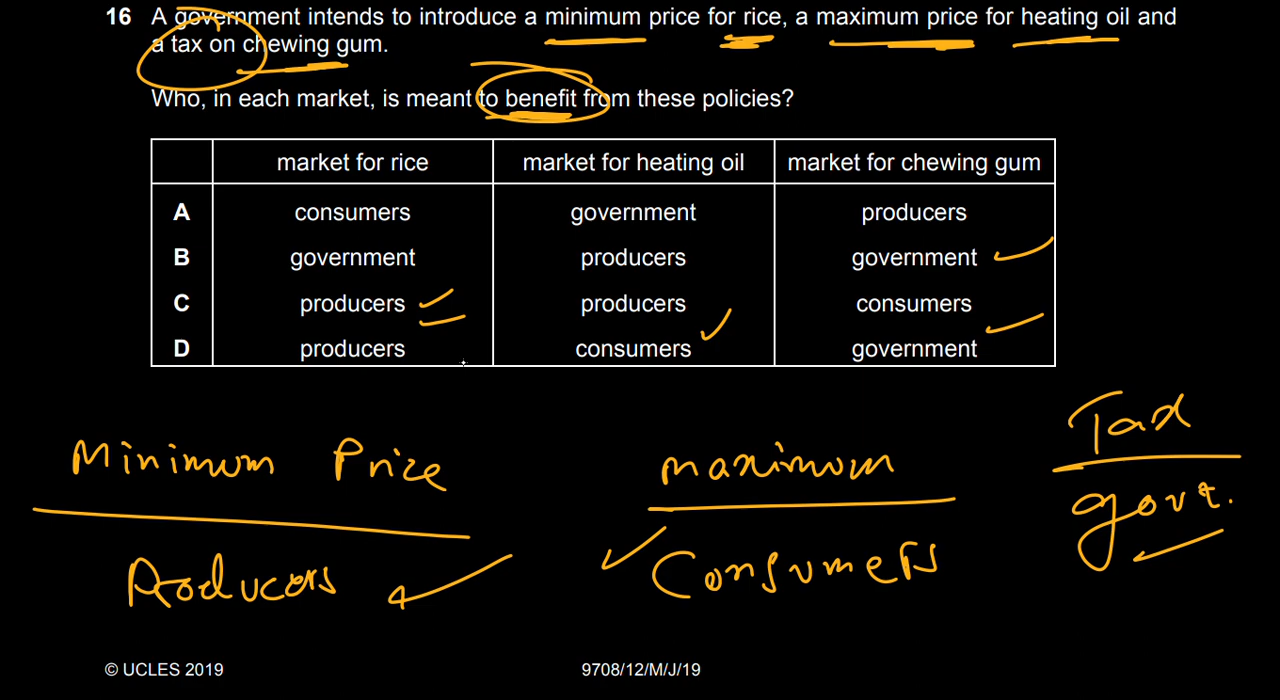 16 A government intends to introduce a minimum price for rice, a maximum price for heating oil and
a tax on chewing gum.
Who, in each market, is meant to benefit from these policies?
market for rice market for heating oil market for chewing gum
A consumers government producers
B government producers government
C producers producers consumers
D producers consumers government
Minimum Price maximum Tax
Producers Consumers govt.
© UCLES 2019 9708/12/M/J/19